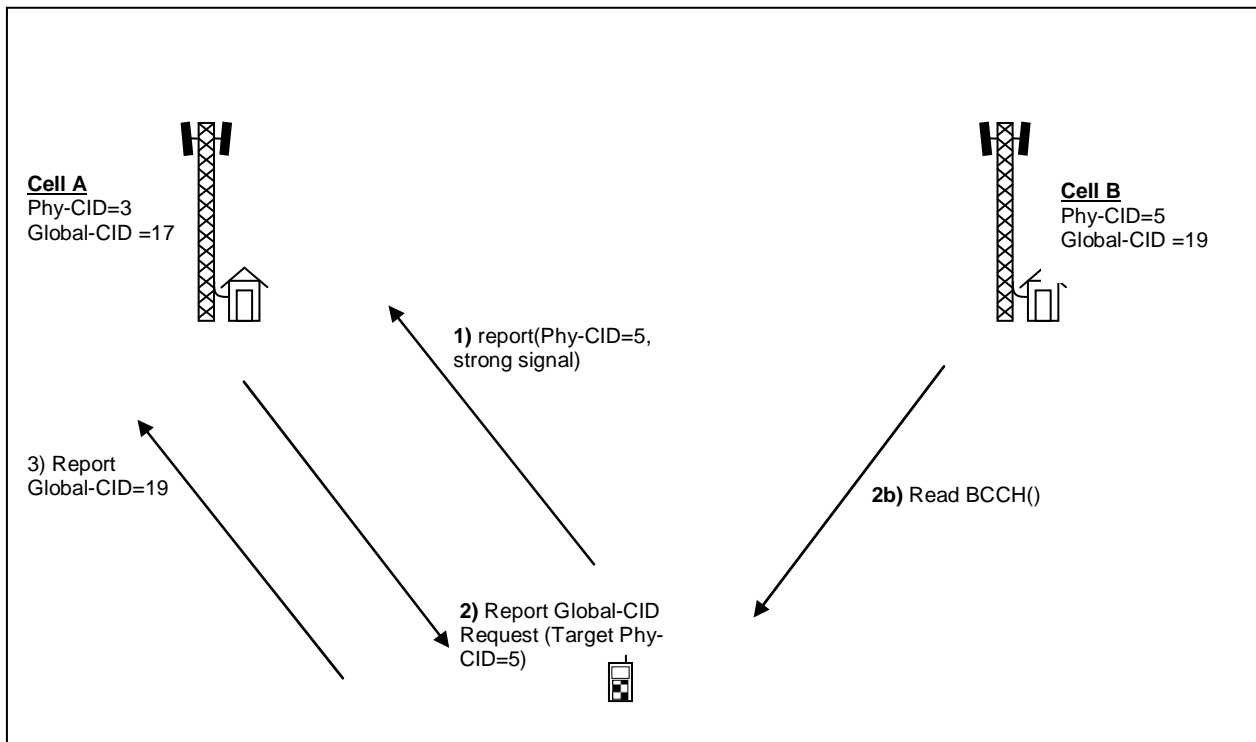 Cell A
Phy-CID=3
Global-CID =17
Cell B
Phy-CID=5
Global-CID =19
1) report(Phy-CID=5,
strong signal)
3) Report
Global-CID=19
2b) Read BCCH()
2) Report Global-CID
Request (Target Phy-
CID=5)